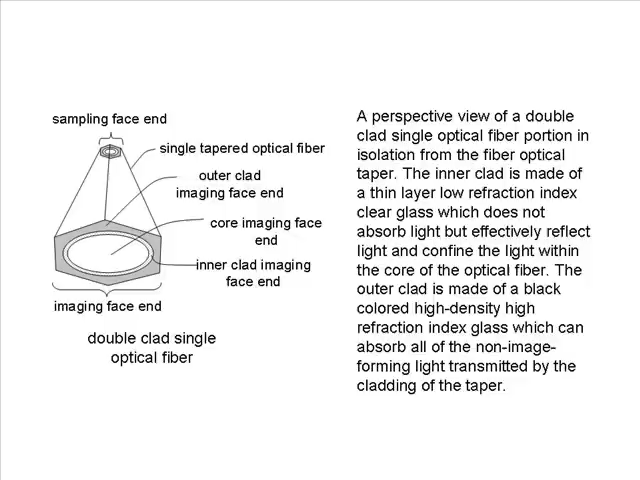 sampling face end
single tapered optical fiber
outer clad
imaging face end
core imaging face
end
inner clad imaging
face end
imaging face end
double clad single
optical fiber
A perspective view of a double
clad single optical fiber portion in
isolation from the fiber optical
taper. The inner clad is made of
a thin layer low refraction index
clear glass which does not
absorb light but effectively reflect
light and confine the light within
the core of the optical fiber. The
outer clad is made of a black
colored high-density high
refraction index glass which can
absorb all of the non-image-
forming light transmitted by the
cladding of the taper.